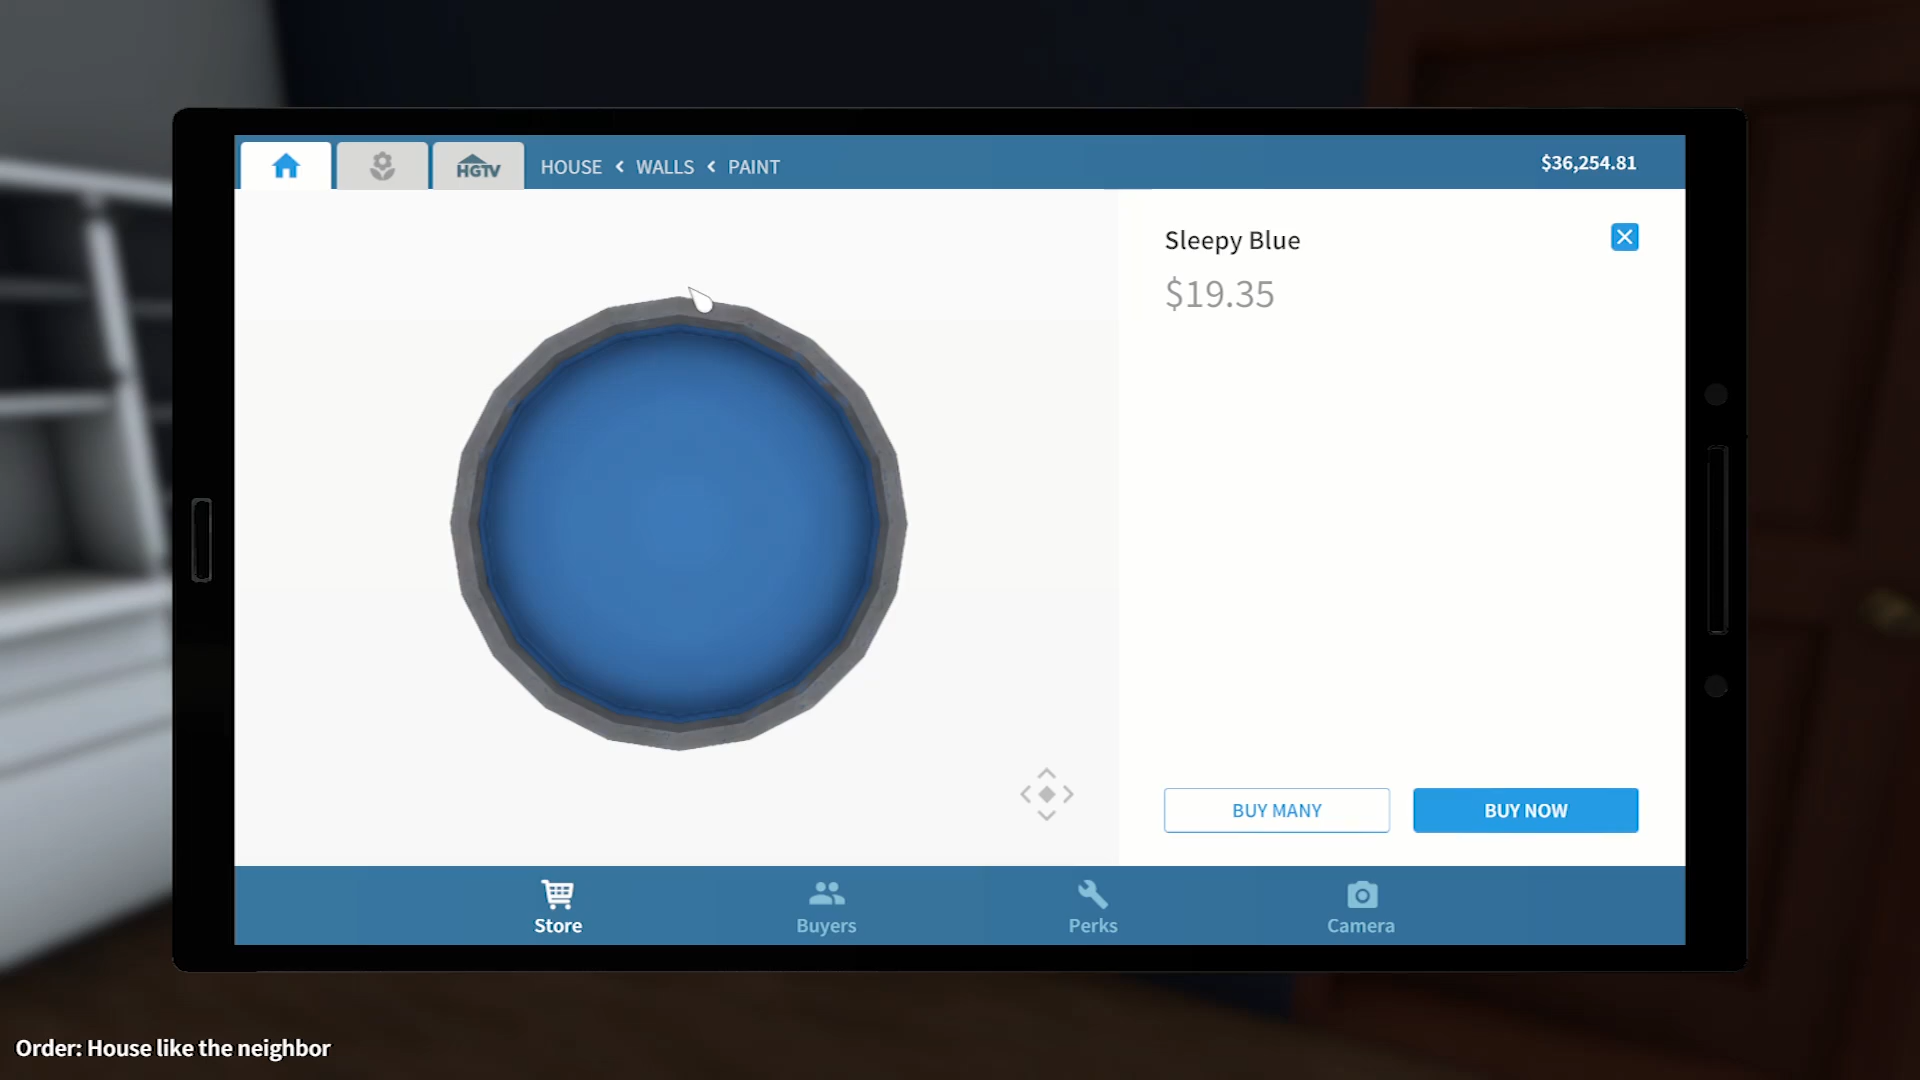 HGTV
HOUSE < WALLS < PAINT
$36,254.81
Sleepy Blue
$19.35
BUY MANY
BUY NOW
Store
Buyers
Perks
Camera
Order: House like the neighbor